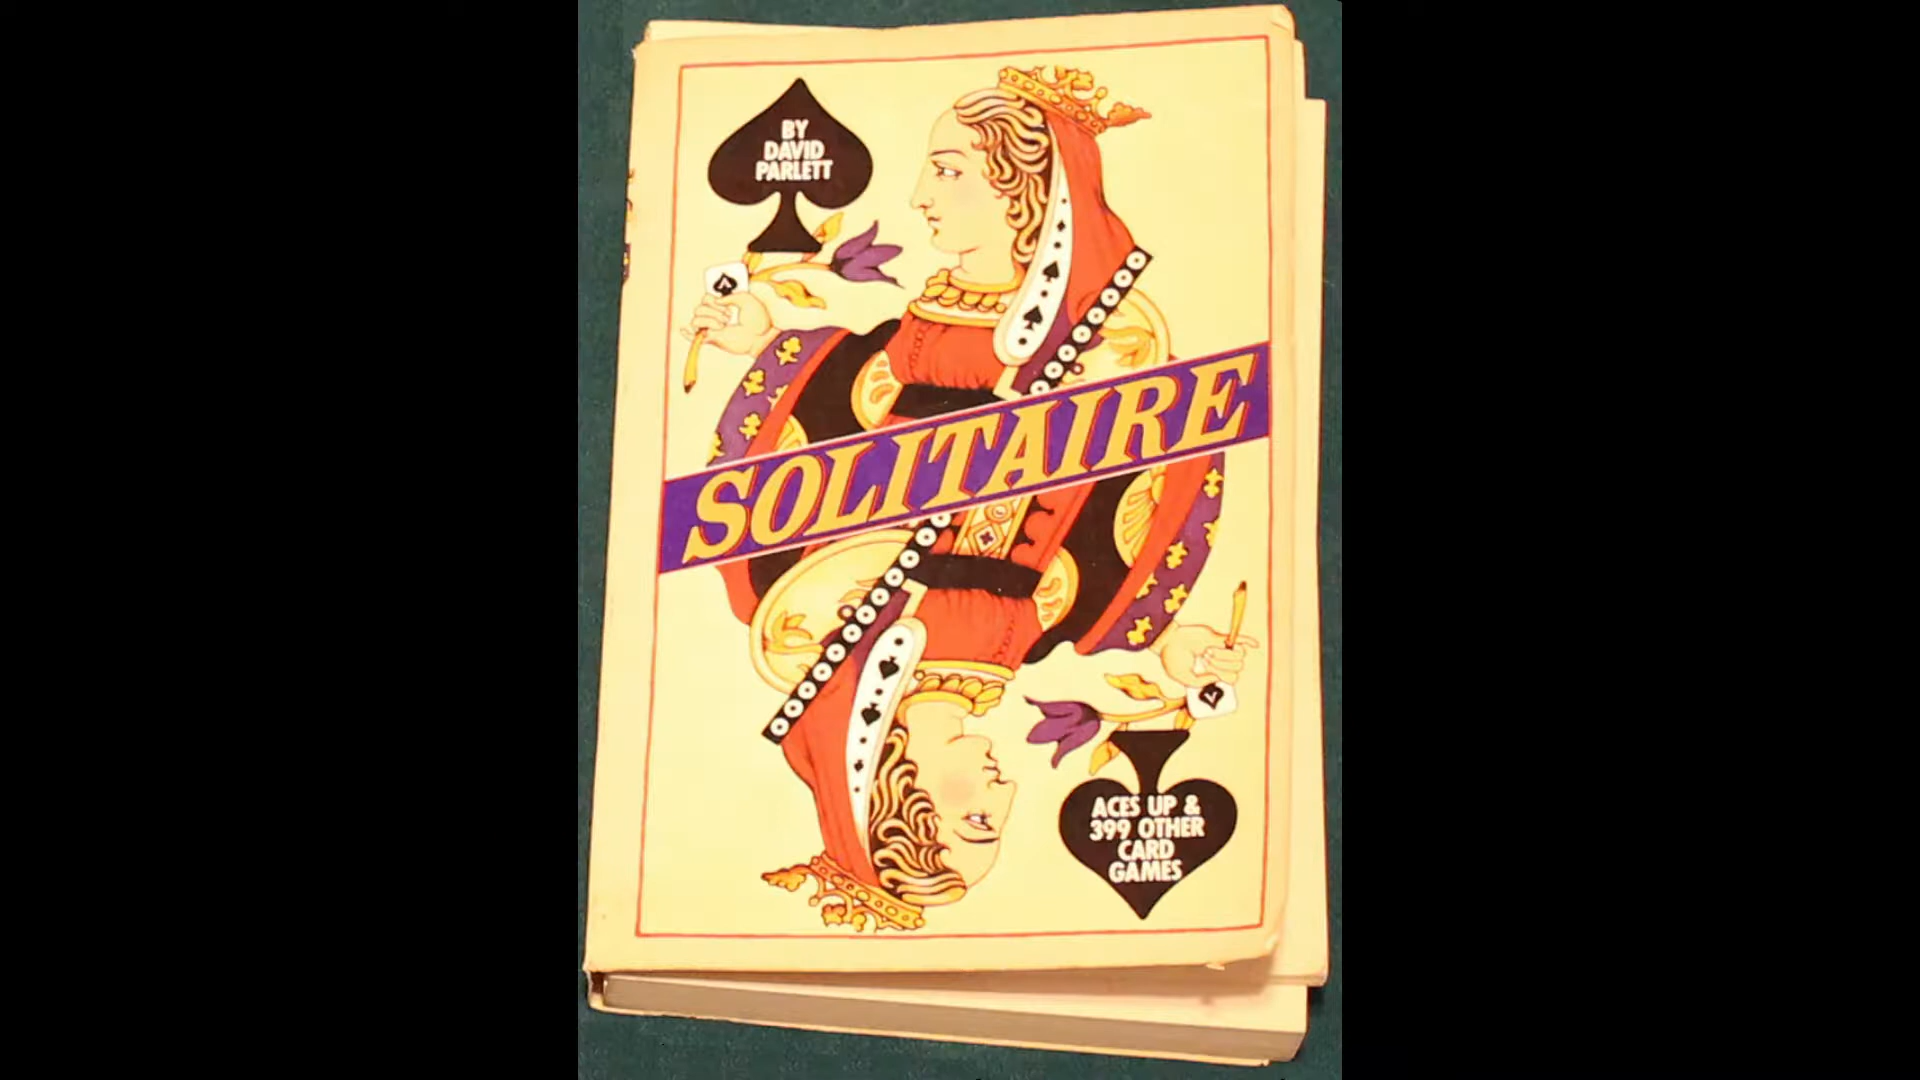 BY
DAVID
PARLETT
SOLITAIRE
ACES UP &
399 OTHER
CARD
GAMES